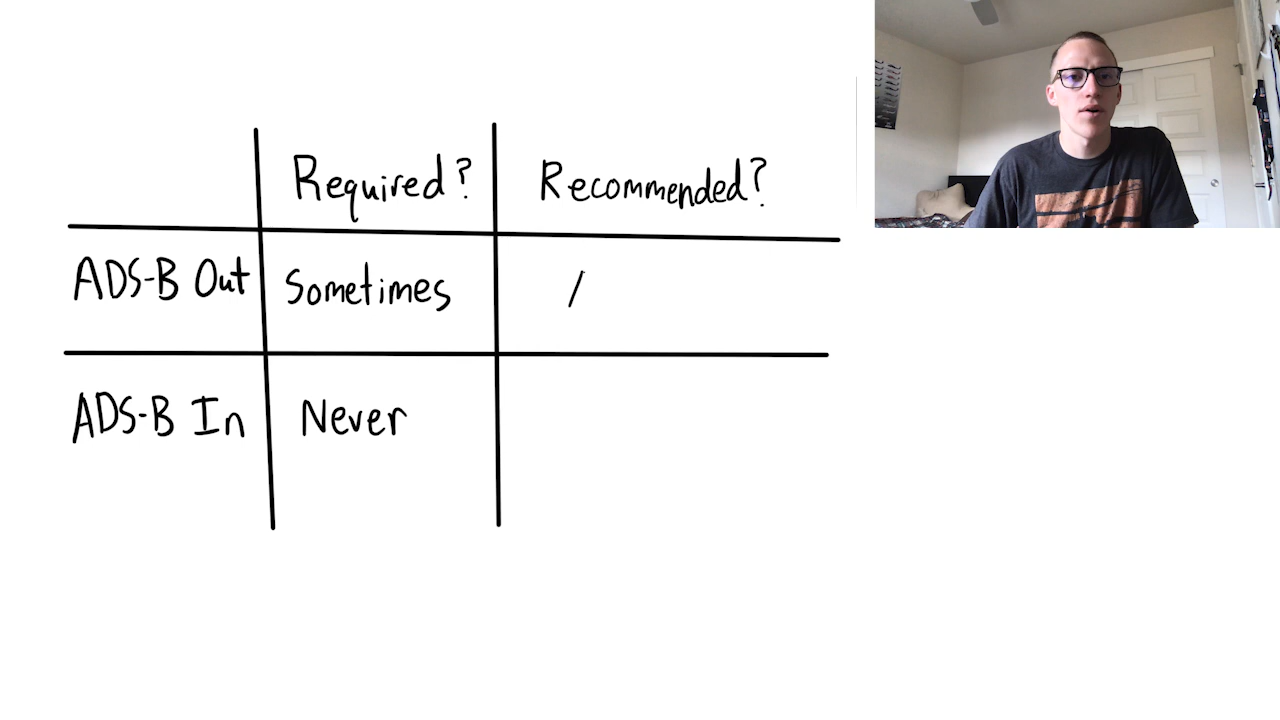 Required? Recommended?
ADS-B Out Sometimes /
ADS-B In Never